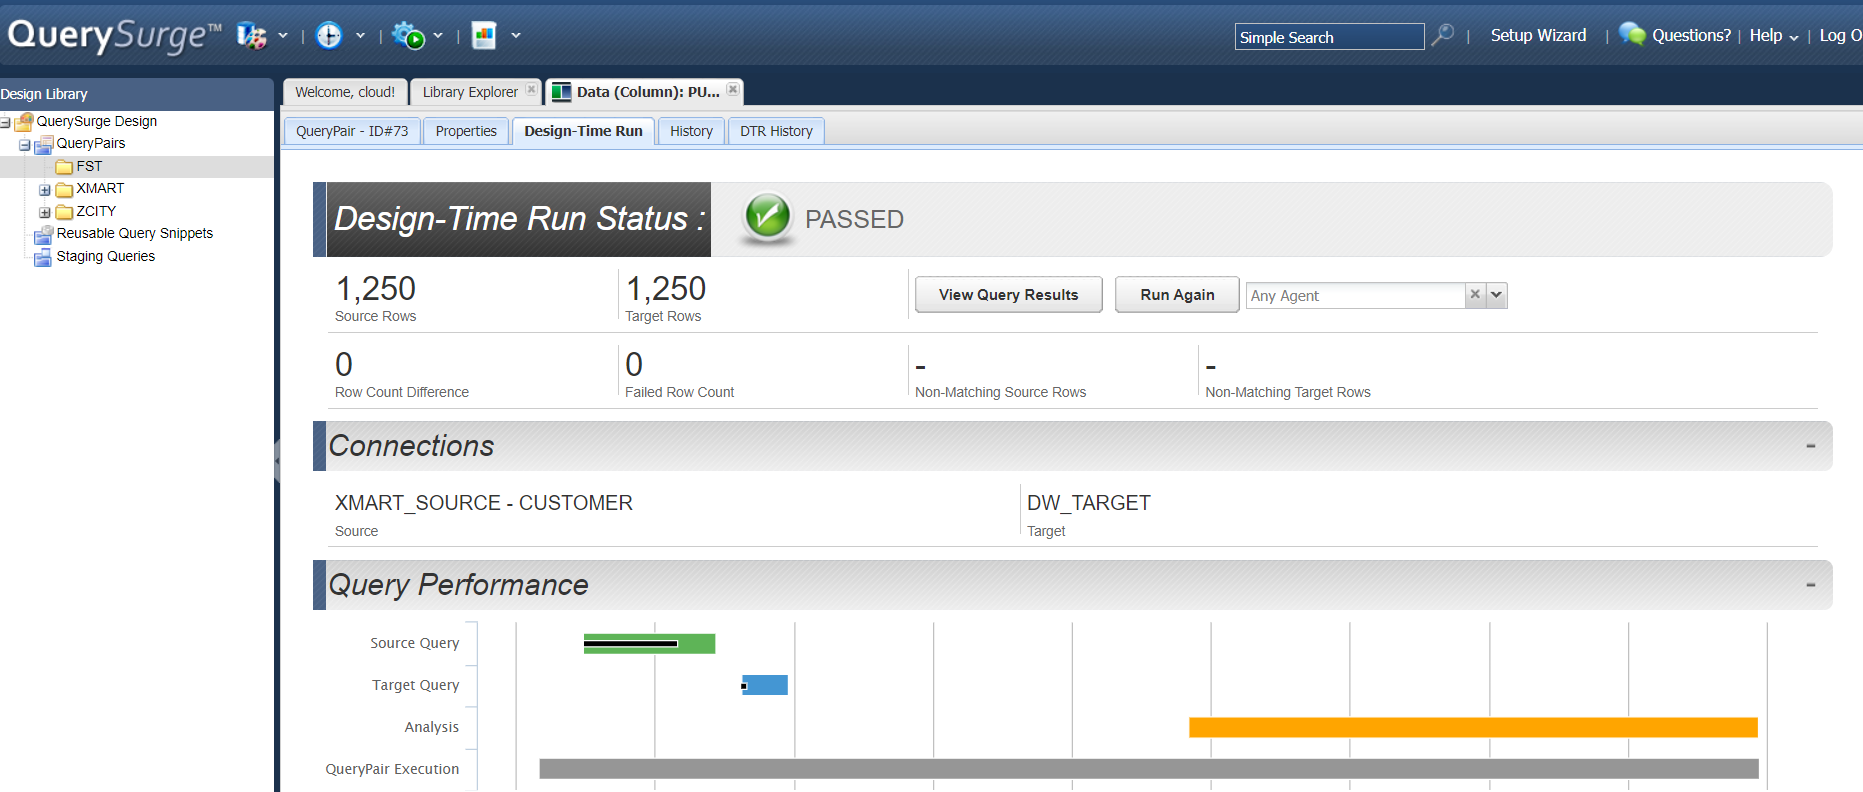 QuerySurge™
Simple Search
Setup Wizard
Questions?
Help
Log O
Design Library
QuerySurge Design
QueryPairs
FST
XMART
ZCITY
Reusable Query Snippets
Staging Queries
Welcome, cloud!
Library Explorer
Data (Column): PU...
QueryPair - ID#73
Properties
Design-Time Run
History
DTR History
Design-Time Run Status :
PASSED
1,250
Source Rows
1,250
Target Rows
View Query Results
Run Again
Any Agent
0
Row Count Difference
0
Failed Row Count
-
Non-Matching Source Rows
-
Non-Matching Target Rows
Connections
XMART_SOURCE - CUSTOMER
Source
DW_TARGET
Target
Query Performance
Source Query
Target Query
Analysis
QueryPair Execution